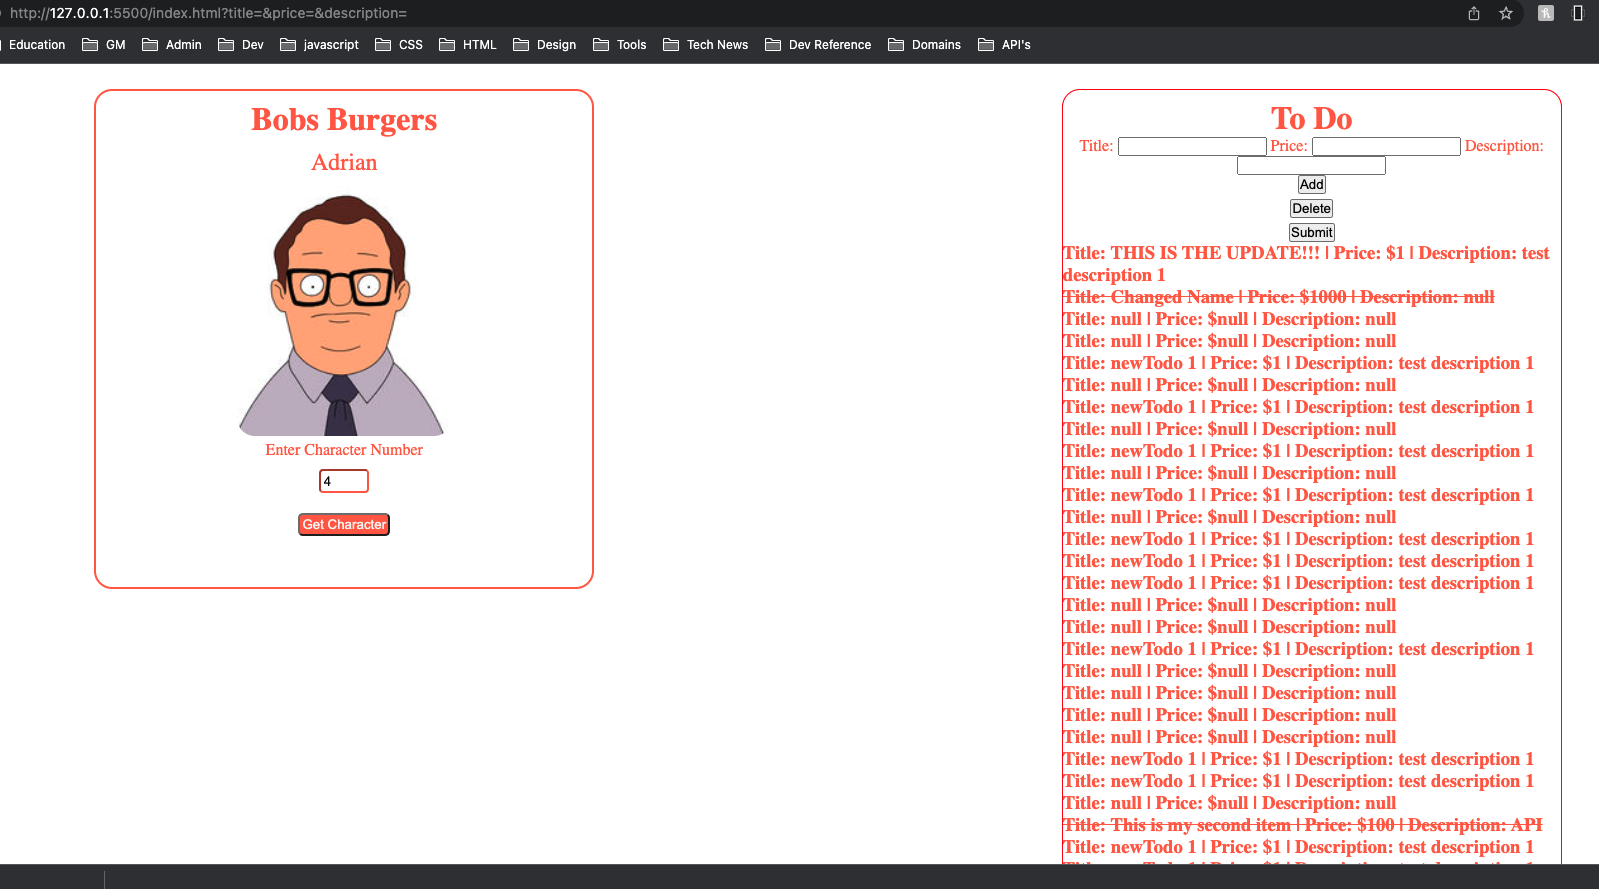 http://127.0.0.1:5500/index.html?title=&price=&description=
Education GM Admin Dev javascript CSS HTML Design Tools Tech News Dev Reference Domains API's
Bobs Burgers
Adrian
Enter Character Number
4
Get Character
To Do
Title: Price: Description:
Add
Delete
Submit
Title: THIS IS THE UPDATE!!! | Price: $1 | Description: test
description 1
Title: Changed Name | Price: $1000 | Description: null
Title: null | Price: $null | Description: null
Title: null | Price: $null | Description: null
Title: newTodo 1 | Price: $1 | Description: test description 1
Title: null | Price: $null | Description: null
Title: newTodo 1 | Price: $1 | Description: test description 1
Title: null | Price: $null | Description: null
Title: newTodo 1 | Price: $1 | Description: test description 1
Title: null | Price: $null | Description: null
Title: newTodo 1 | Price: $1 | Description: test description 1
Title: null | Price: $null | Description: null
Title: newTodo 1 | Price: $1 | Description: test description 1
Title: newTodo 1 | Price: $1 | Description: test description 1
Title: newTodo 1 | Price: $1 | Description: test description 1
Title: null | Price: $null | Description: null
Title: null | Price: $null | Description: null
Title: newTodo 1 | Price: $1 | Description: test description 1
Title: null | Price: $null | Description: null
Title: null | Price: $null | Description: null
Title: null | Price: $null | Description: null
Title: null | Price: $null | Description: null
Title: newTodo 1 | Price: $1 | Description: test description 1
Title: newTodo 1 | Price: $1 | Description: test description 1
Title: null | Price: $null | Description: null
Title: This is my second item | Price: $100 | Description: API
Title: newTodo 1 | Price: $1 | Description: test description 1